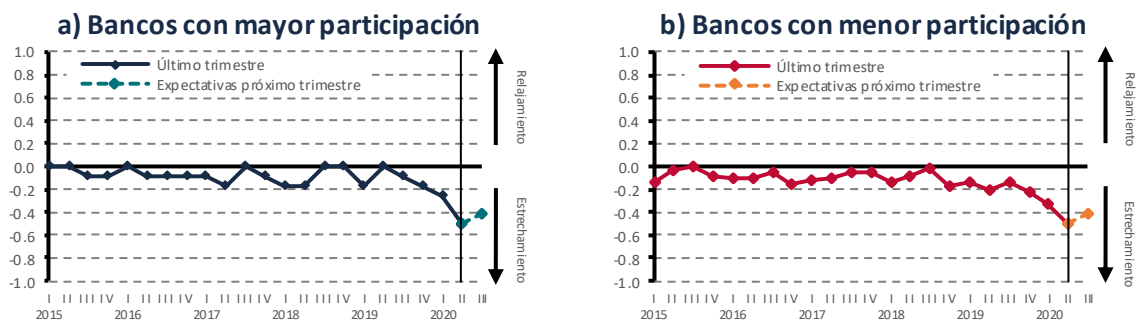 a) Bancos con mayor participación
1.0
0.8
0.6
0.4
0.2
0.0
-0.2
-0.4
-0.6
-0.8
-1.0
Último trimestre
Expectativas próximo trimestre
Relajamiento
Estrechamiento
I II III IV I II III IV I II III IV I II III IV I II III IV I II III
2015 2016 2017 2018 2019 2020
b) Bancos con menor participación
1.0
0.8
0.6
0.4
0.2
0.0
-0.2
-0.4
-0.6
-0.8
-1.0
Último trimestre
Expectativas próximo trimestre
Relajamiento
Estrechamiento
I II III IV I II III IV I II III IV I II III IV I II III IV I II III
2015 2016 2017 2018 2019 2020